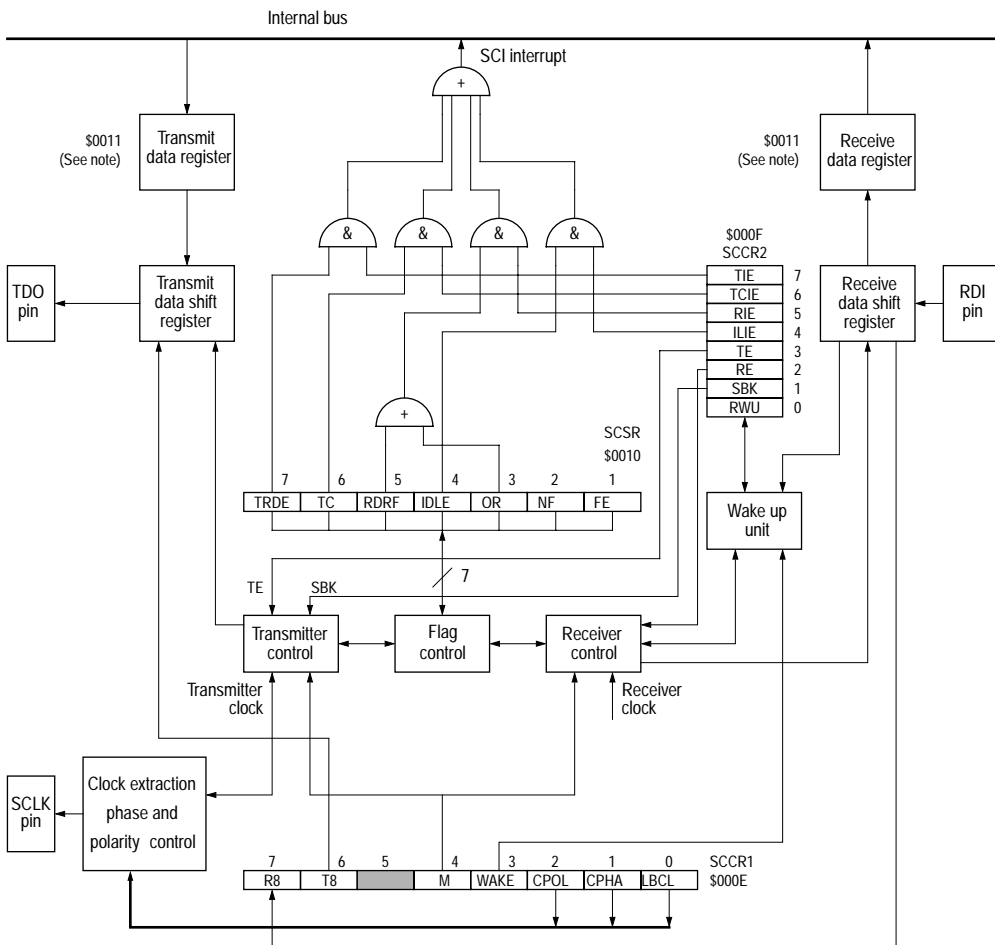 Internal bus
SCI interrupt
+
$0011
(See note)
Transmit
data register
$0011
(See note)
Receive
data register
&
&
&
&
$000F
SCCR2
TDO
pin
Transmit
data shift
register
TIE 7
TCIE 6
RIE 5
ILIE 4
TE 3
RE 2
SBK 1
RWU 0
Receive
data shift
register
RDI
pin
+
SCSR
$0010
7 6 5 4 3 2 1
TRDE TC RDRF IDLE OR NF FE
Wake up
unit
7
TE
SBK
Transmitter
control
Flag
control
Receiver
control
Transmitter
clock
Receiver
clock
SCLK
pin
Clock extraction
phase and
polarity control
7 6 5 4 3 2 1 0 SCCR1
R8 T8 M WAKE CPOL CPHA LBCL $000E